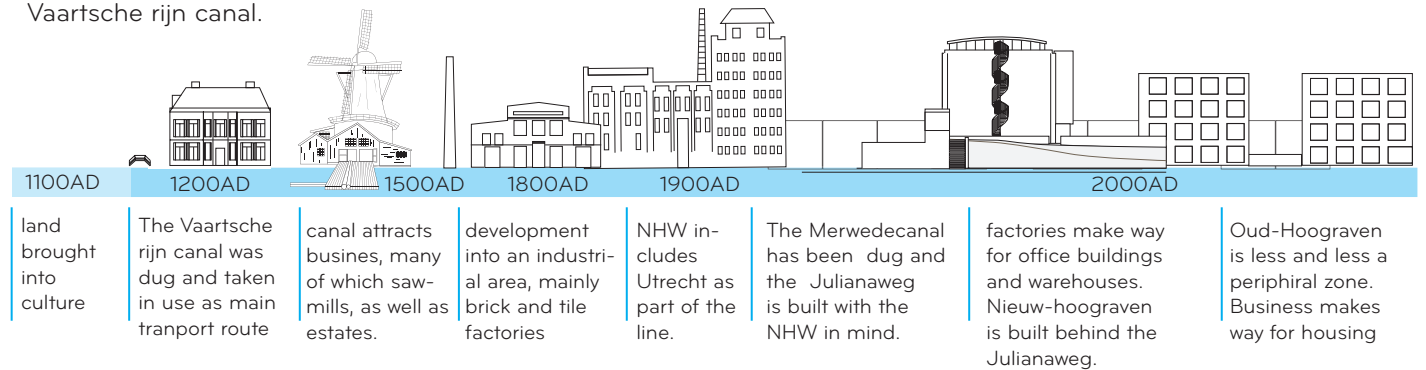 Vaartsche rijn canal.
1100AD
1200AD
1500AD
1800AD
1900AD
2000AD
land
brought
into
culture
The Vaartsche
rijn canal was
dug and taken
in use as main
tranport route
canal attracts
busines, many
of which saw-
mills, as well as
estates.
development
into an industri-
al area, mainly
brick and tile
factories
NHW in-
cludes
Utrecht as
part of the
line.
The Merwedecanal
has been dug and
the Julianaweg
is built with the
NHW in mind.
factories make way
for office buildings
and warehouses.
Nieuw-hoograven
is built behind the
Julianaweg.
Oud-Hoograven
is less and less a
periphiral zone.
Business makes
way for housing